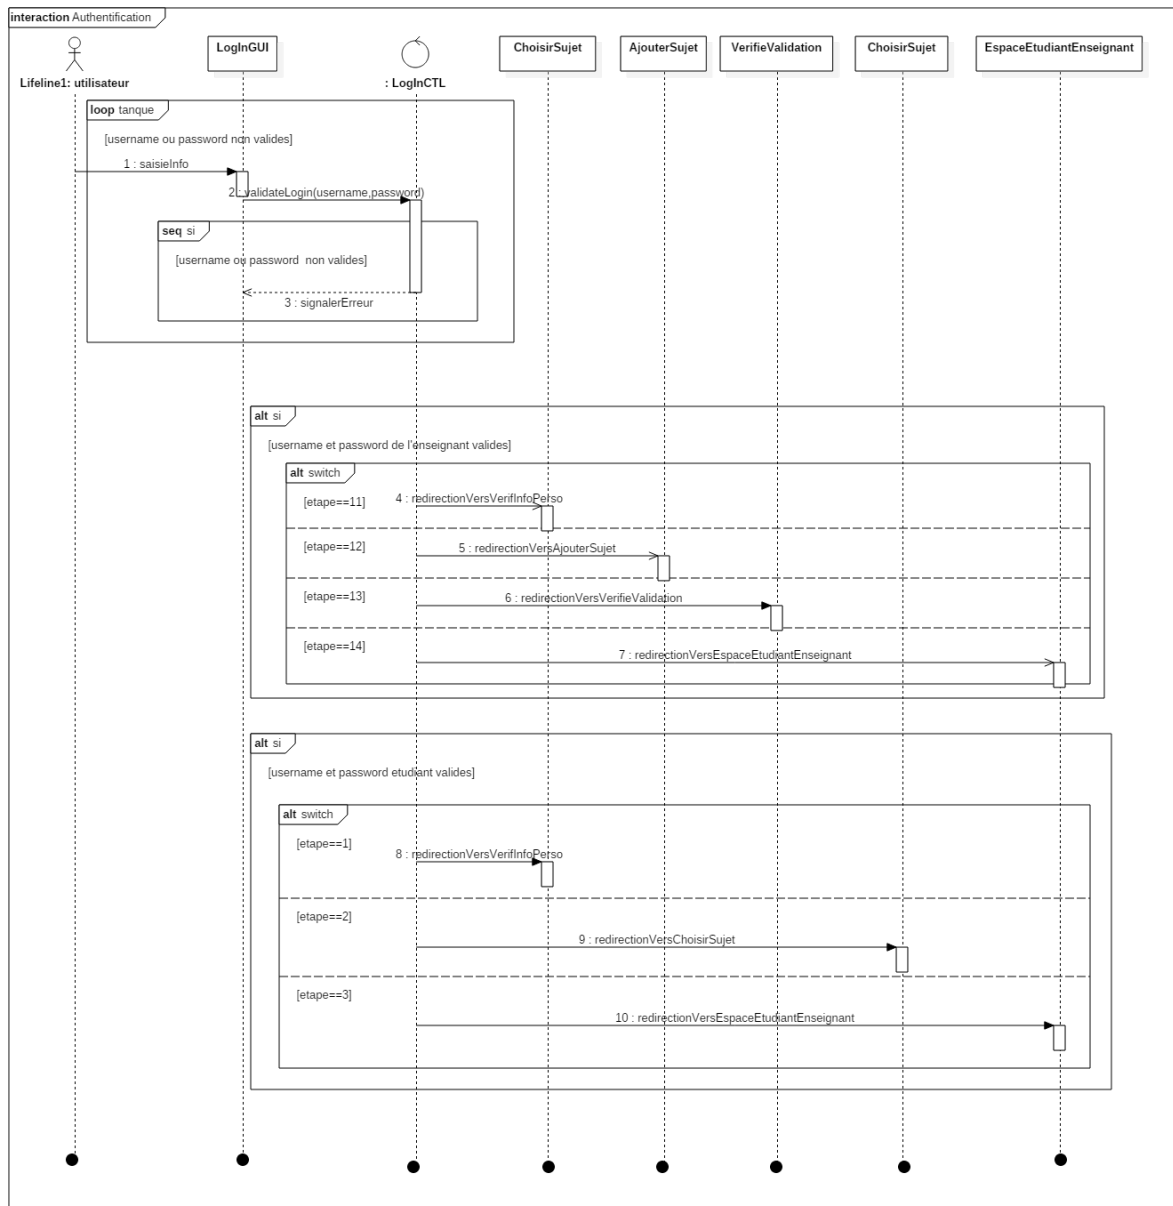 interaction Authentification
LogInGUI
ChoisirSujet
AjouterSujet
VerifieValidation
ChoisirSujet
EspaceEtudiantEnseignant
Lifeline1: utilisateur
: LogInCTL
loop tanque
[username ou password non valides]
1 : saisieInfo
2 : validateLogin(username,password)
seq si
[username ou password  non valides]
3 : signalerErreur
alt si
[username et password de l'enseignant valides]
alt switch
[etape==11]
4 : redirectionVersVerifInfoPerso
[etape==12]
5 : redirectionVersAjouterSujet
[etape==13]
6 : redirectionVersVerifieValidation
[etape==14]
7 : redirectionVersEspaceEtudiantEnseignant
alt si
[username et password etudiant valides]
alt switch
[etape==1]
8 : redirectionVersVerifInfoPerso
[etape==2]
9 : redirectionVersChoisirSujet
[etape==3]
10 : redirectionVersEspaceEtudiantEnseignant